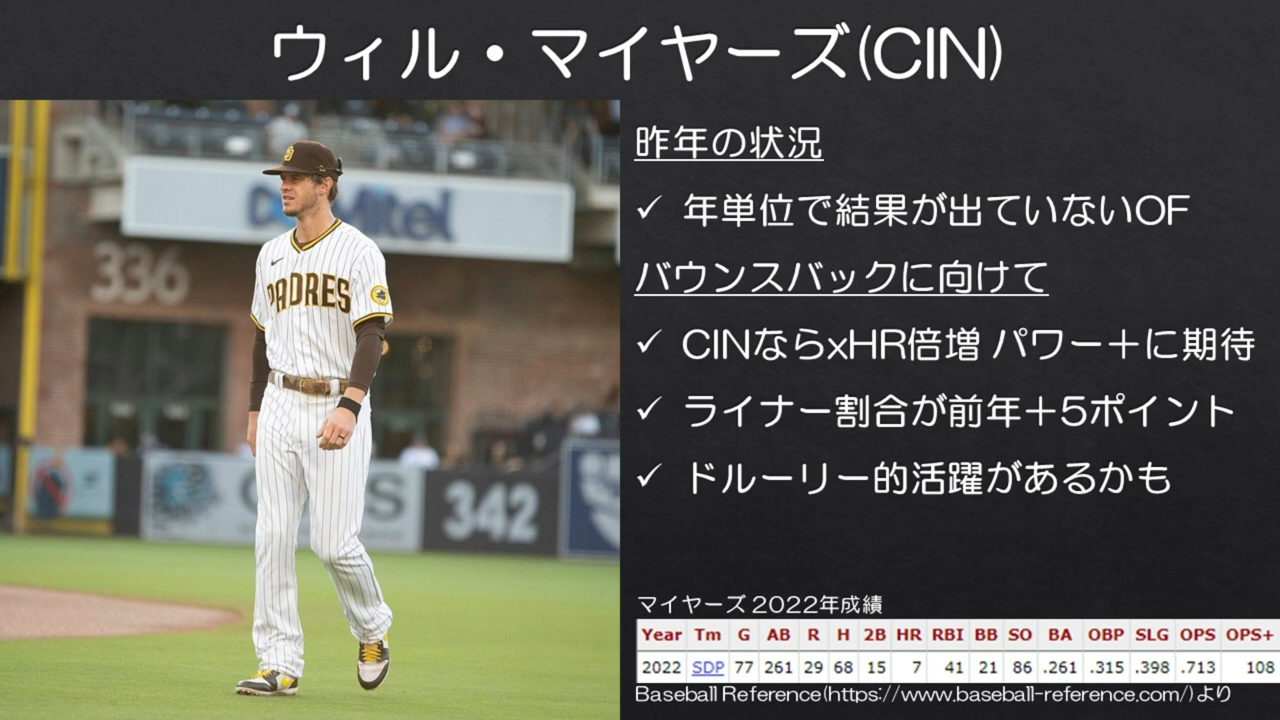 ウィル・マイヤーズ(CIN)
336
PADRES
342
昨年の状況
✓ 年単位で結果が出ていないOF
バウンスバックに向けて
✓ CINならxHR倍増 パワー＋に期待
✓ ライナー割合が前年＋5ポイント
✓ ドルーリー的活躍があるかも
マイヤーズ 2022年成績
Year Tm G AB R H 2B HR RBI BB SO BA OBP SLG OPS OPS+
2022 SDP 77 261 29 68 15 7 41 21 86 .261 .315 .398 .713 108
Baseball Reference(https://www.baseball-reference.com/)より